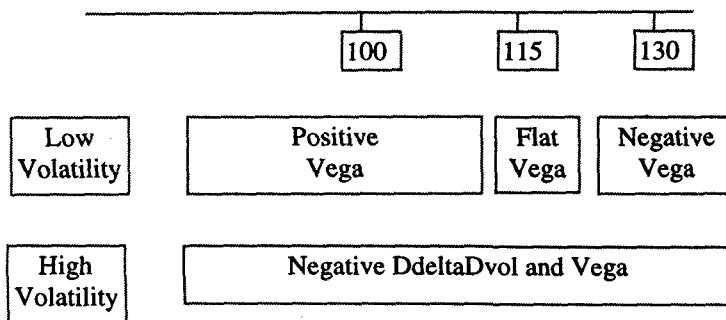 100 115 130
Low Volatility
Positive Vega
Flat Vega
Negative Vega
High Volatility
Negative DdeltaDvol and Vega